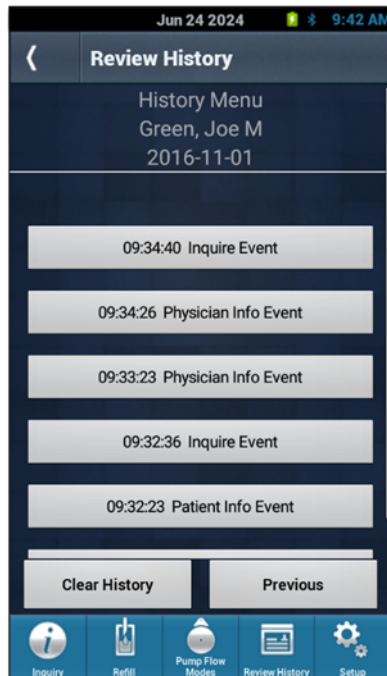 Jun 24 2024 9:42 AM
Review History
History Menu
Green, Joe M
2016-11-01
09:34:40 Inquire Event
09:34:26 Physician Info Event
09:33:23 Physician Info Event
09:32:36 Inquire Event
09:32:23 Patient Info Event
Clear History Previous
Inquiry Refill Pump Flow Modes Review History Setup